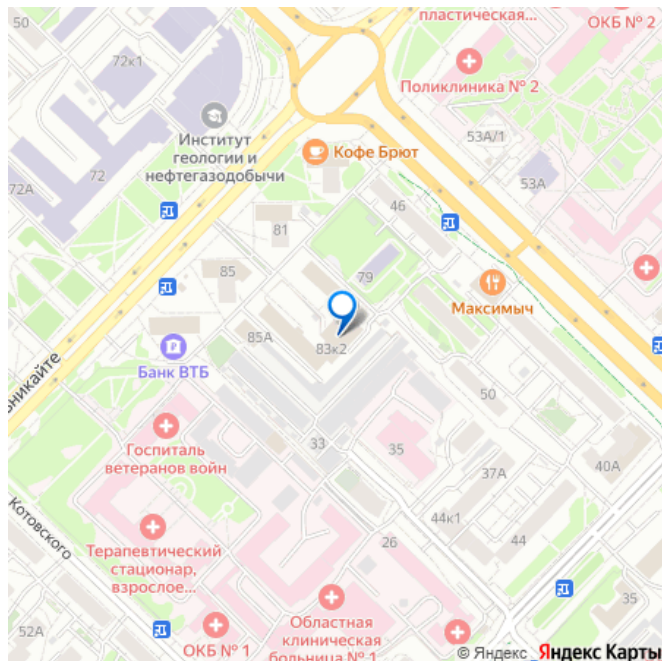 50
пластическая...
ОКБ № 2
72к1
Поликлиника № 2
Институт
геологии и
нефтегазодобычи
53А/1
Кофе Брют
72А
72
53А
46
81
85
79
Максимыч
85А
83к2
Банк ВТБ
ьникайте
50
33
35
Госпиталь
ветеранов войн
37А
40А
Котовского
44к1
Терапевтический
стационар,
взрослое...
26
44
35
Областная
клиническая
больница № 1
52А
ОКБ № 1
© Яндекс Яндекс Карты